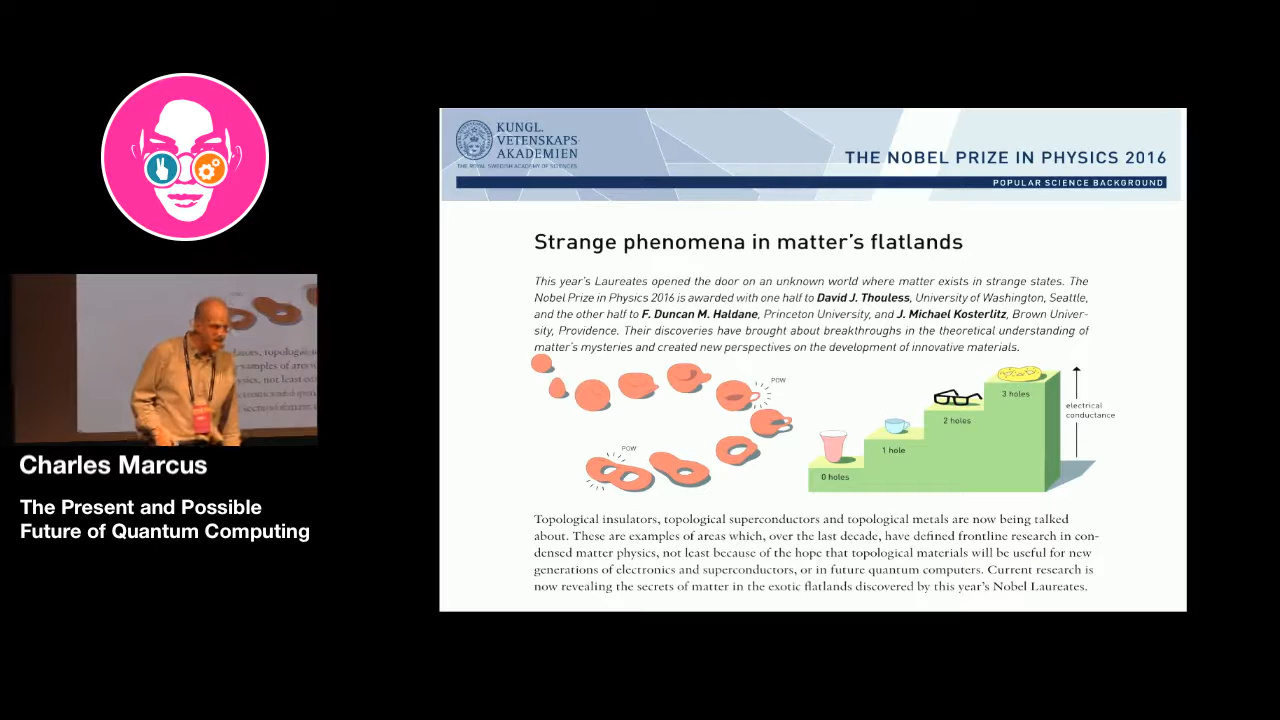 KUNGL.
VETENSKAPS
AKADEMIEN
THE ROYAL SWEDISH ACADEMY OF SCIENCES
THE NOBEL PRIZE IN PHYSICS 2016
POPULAR SCIENCE BACKGROUND
Strange phenomena in matter's flatlands
This year's Laureates opened the door on an unknown world where matter exists in strange states. The
Nobel Prize in Physics 2016 is awarded with one half to David J. Thouless, University of Washington, Seattle,
and the other half to F. Duncan M. Haldane, Princeton University, and J. Michael Kosterlitz, Brown Univer-
sity, Providence. Their discoveries have brought about breakthroughs in the theoretical understanding of
matter's mysteries and created new perspectives on the development of innovative materials.
POW
POW
0 holes
1 hole
2 holes
3 holes
electrical
conductance
Topological insulators, topological superconductors and topological metals are now being talked
about. These are examples of areas which, over the last decade, have defined frontline research in con-
densed matter physics, not least because of the hope that topological materials will be useful for new
generations of electronics and superconductors, or in future quantum computers. Current research is
now revealing the secrets of matter in the exotic flatlands discovered by this year's Nobel Laureates.
Charles Marcus
The Present and Possible
Future of Quantum Computing